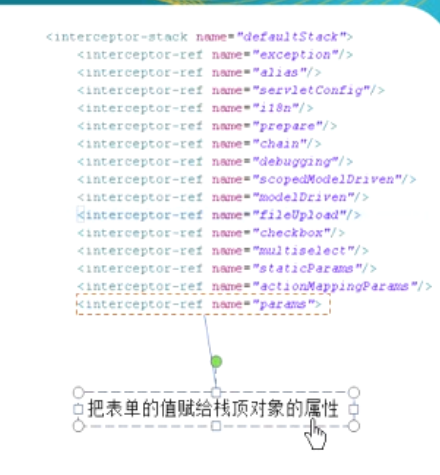 <interceptor-stack name="defaultStack">
<interceptor-ref name="exception"/>
<interceptor-ref name="alias"/>
<interceptor-ref name="servletConfig"/>
<interceptor-ref name="i18n"/>
<interceptor-ref name="prepare"/>
<interceptor-ref name="chain"/>
<interceptor-ref name="debugging"/>
<interceptor-ref name="scopedModelDriven"/>
<interceptor-ref name="modelDriven"/>
<interceptor-ref name="fileUpload"/>
<interceptor-ref name="checkbox"/>
<interceptor-ref name="multiselect"/>
<interceptor-ref name="staticParams"/>
<interceptor-ref name="actionMappingParams"/>
<interceptor-ref name="params">
把表单的值赋给栈顶对象的属性